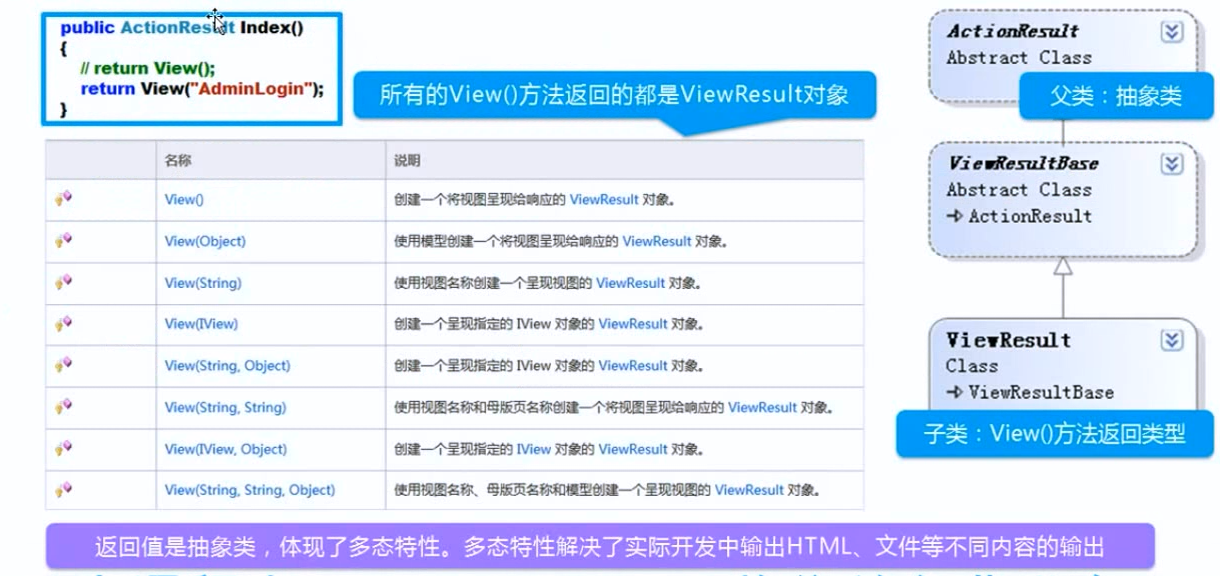 public ActionResult Index()
{
// return View();
return View("AdminLogin");
}
所有的View()方法返回的都是ViewResult对象
名称 说明
View() 创建一个将视图呈现给响应的 ViewResult 对象。
View(Object) 使用模型创建一个将视图呈现给响应的 ViewResult 对象。
View(String) 使用视图名称创建一个呈现视图的 ViewResult 对象。
View(IView) 创建一个呈现指定的 IView 对象的 ViewResult 对象。
View(String, Object) 创建一个呈现指定的 IView 对象的 ViewResult 对象。
View(String, String) 使用视图名称和母版页名称创建一个将视图呈现给响应的 ViewResult 对象。
View(IView, Object) 创建一个呈现指定的 IView 对象的 ViewResult 对象。
View(String, String, Object) 使用视图名称、母版页名称和模型创建一个呈现视图的 ViewResult 对象。
ActionResult
Abstract Class
父类：抽象类
ViewResultBase
Abstract Class
ActionResult
ViewResult
Class
ViewResultBase
子类：View()方法返回类型
返回值是抽象类，体现了多态特性。多态特性解决了实际开发中输出HTML、文件等不同内容的输出